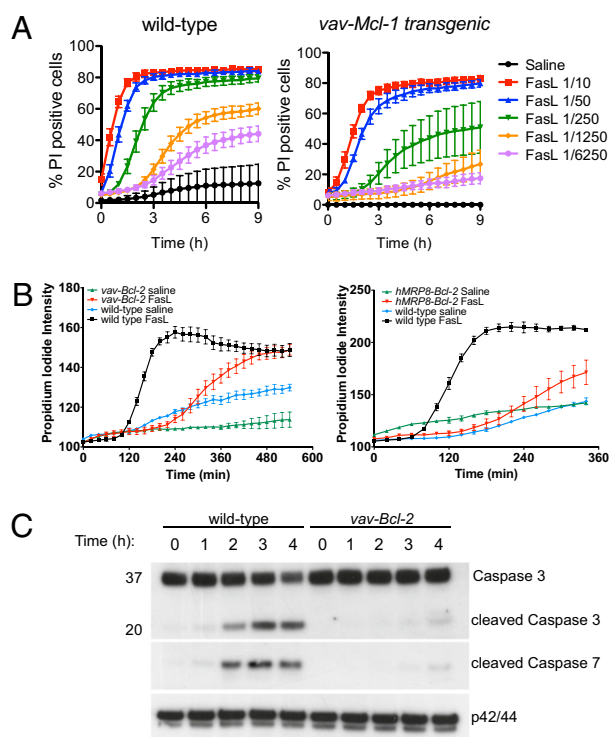 A
wild-type
vav-Mcl-1 transgenic
% PI positive cells
100
80
60
40
20
0
0 3 6 9
Time (h)
% PI positive cells
100
80
60
40
20
0
0 3 6 9
Time (h)
Saline
FasL 1/10
FasL 1/50
FasL 1/250
FasL 1/1250
FasL 1/6250
B
vav-Bcl-2 saline
vav-Bcl-2 FasL
wild-type saline
wild type FasL
Propidium Iodide Intensity
180
160
140
120
100
0 120 240 360 480 600
Time (min)
hMRP8-Bcl-2 Saline
hMRP8-Bcl-2 FasL
wild-type saline
wild type FasL
Propidium Iodide Intensity
250
200
150
100
0 120 240 360
Time (min)
C
wild-type
vav-Bcl-2
Time (h):
0 1 2 3 4 0 1 2 3 4
37
Caspase 3
cleaved Caspase 3
20
cleaved Caspase 7
p42/44